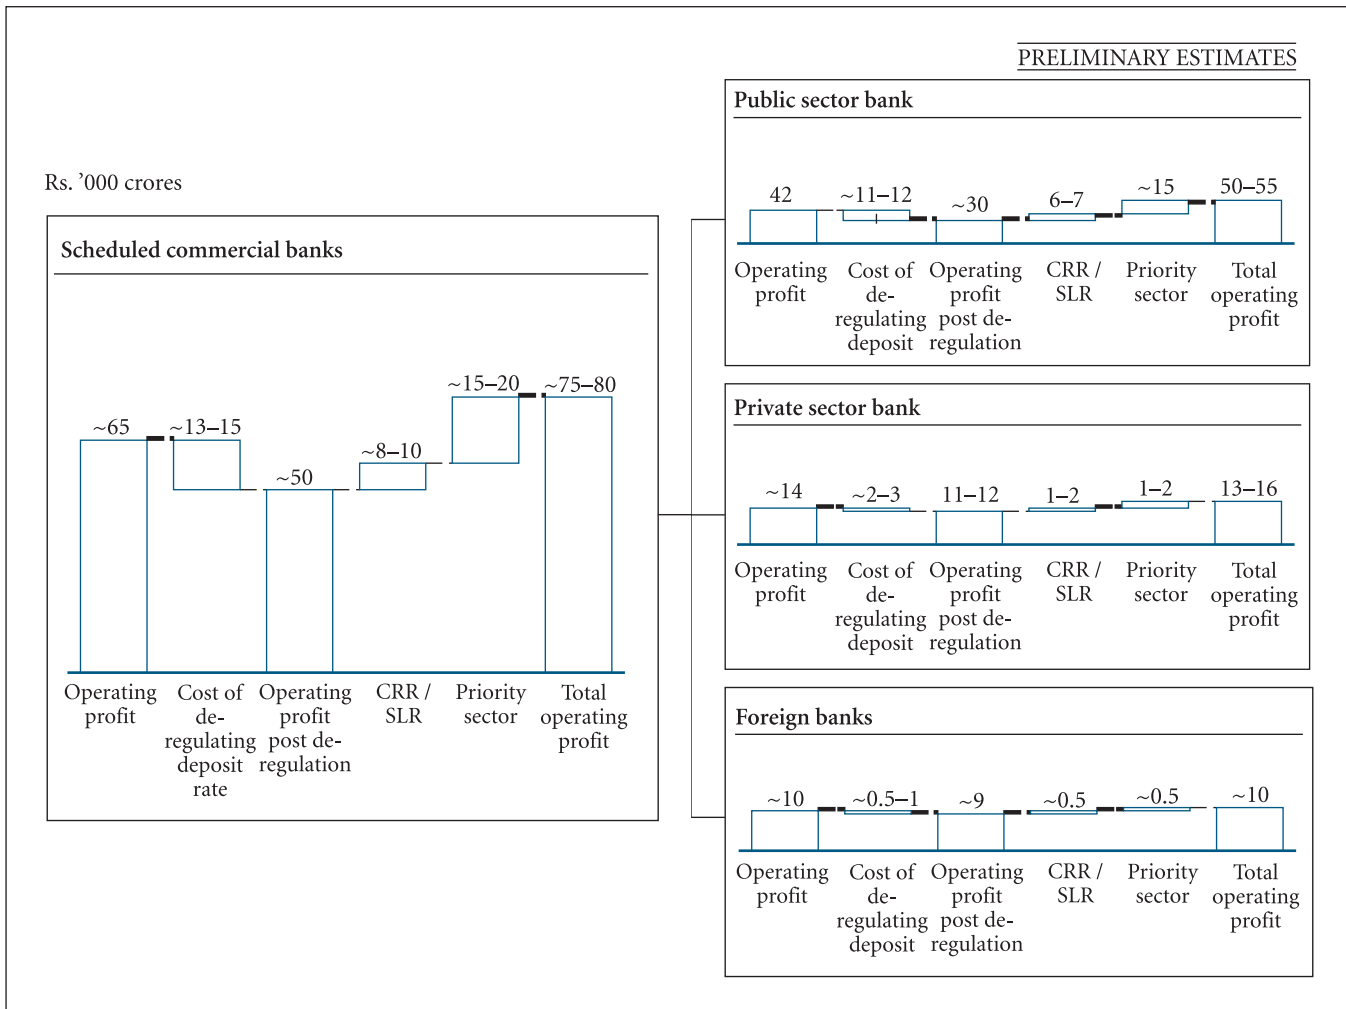 PRELIMINARY ESTIMATES
Rs. ’000 crores
Scheduled commercial banks
~65
~13–15
~50
~8–10
~15–20
~75–80
Operating
profit
Cost of
de-
regulating
deposit
rate
Operating
profit
post de-
regulation
CRR /
SLR
Priority
sector
Total
operating
profit
Public sector bank
42
~11–12
~30
6–7
~15
50–55
Operating
profit
Cost of
de-
regulating
deposit
Operating
profit
post de-
regulation
CRR /
SLR
Priority
sector
Total
operating
profit
Private sector bank
~14
~2–3
11–12
1–2
1–2
13–16
Operating
profit
Cost of
de-
regulating
deposit
Operating
profit
post de-
regulation
CRR /
SLR
Priority
sector
Total
operating
profit
Foreign banks
~10
~0.5–1
~9
~0.5
~0.5
~10
Operating
profit
Cost of
de-
regulating
deposit
Operating
profit
post de-
regulation
CRR /
SLR
Priority
sector
Total
operating
profit